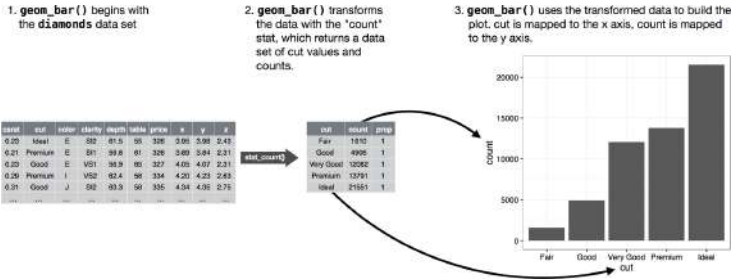 1. geom_bar() begins with
the diamonds data set
2. geom_bar() transforms
the data with the "count"
stat, which returns a data
set of cut values and
counts.
3. geom_bar() uses the transformed data to build the
plot. cut is mapped to the x axis, count is mapped
to the y axis.
carat cut color clarity depth table price x y z
0.23 Ideal E SI2 61.5 55 326 3.95 3.98 2.43
0.21 Premium E SI1 59.8 61 326 3.89 3.84 2.31
0.23 Good E VS1 56.9 65 327 4.05 4.07 2.31
0.29 Premium I VS2 62.4 58 334 4.20 4.23 2.63
0.31 Good J SI2 63.3 58 335 4.34 4.35 2.75
... ... ... ... ... ... ... ... ... ...
stat_count()
cut count prop
Fair 1610 1
Good 4906 1
Very Good 12082 1
Premium 13791 1
Ideal 21551 1
... ... ...
20000
15000
10000
5000
0
count
Fair Good Very Good Premium Ideal
cut